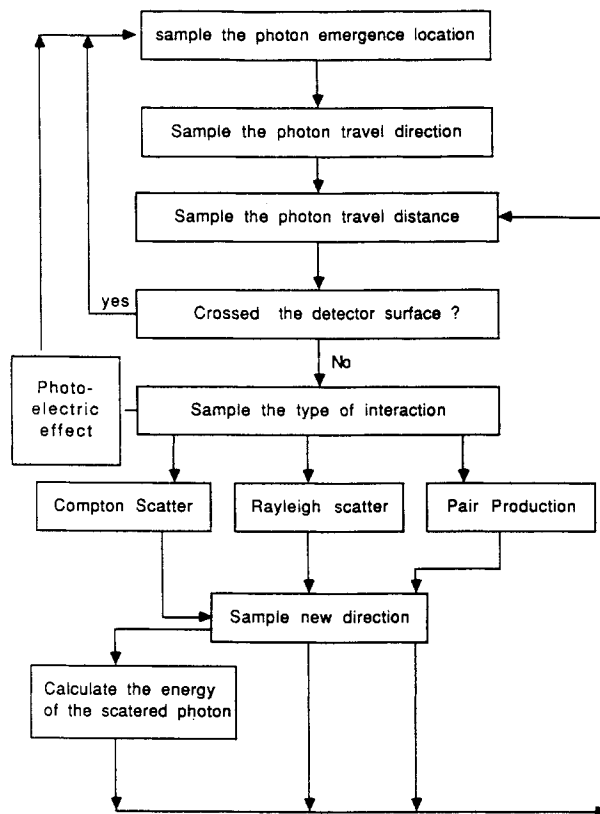 sample the photon emergence location
Sample the photon travel direction
Sample the photon travel distance
yes
Crossed the detector surface ?
No
Photo-
electric
effect
Sample the type of interaction
Compton Scatter
Rayleigh scatter
Pair Production
Sample new direction
Calculate the energy
of the scatered photon